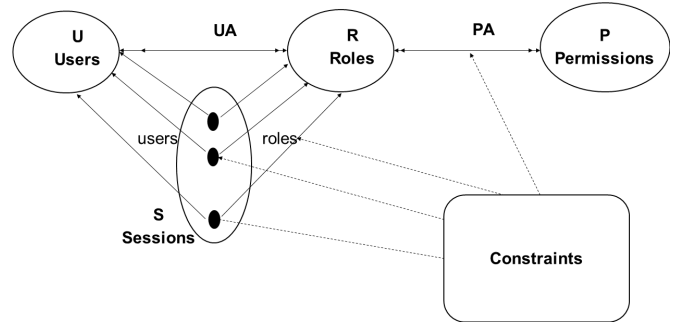 U
Users
UA
R
Roles
PA
P
Permissions
users
roles
S
Sessions
Constraints